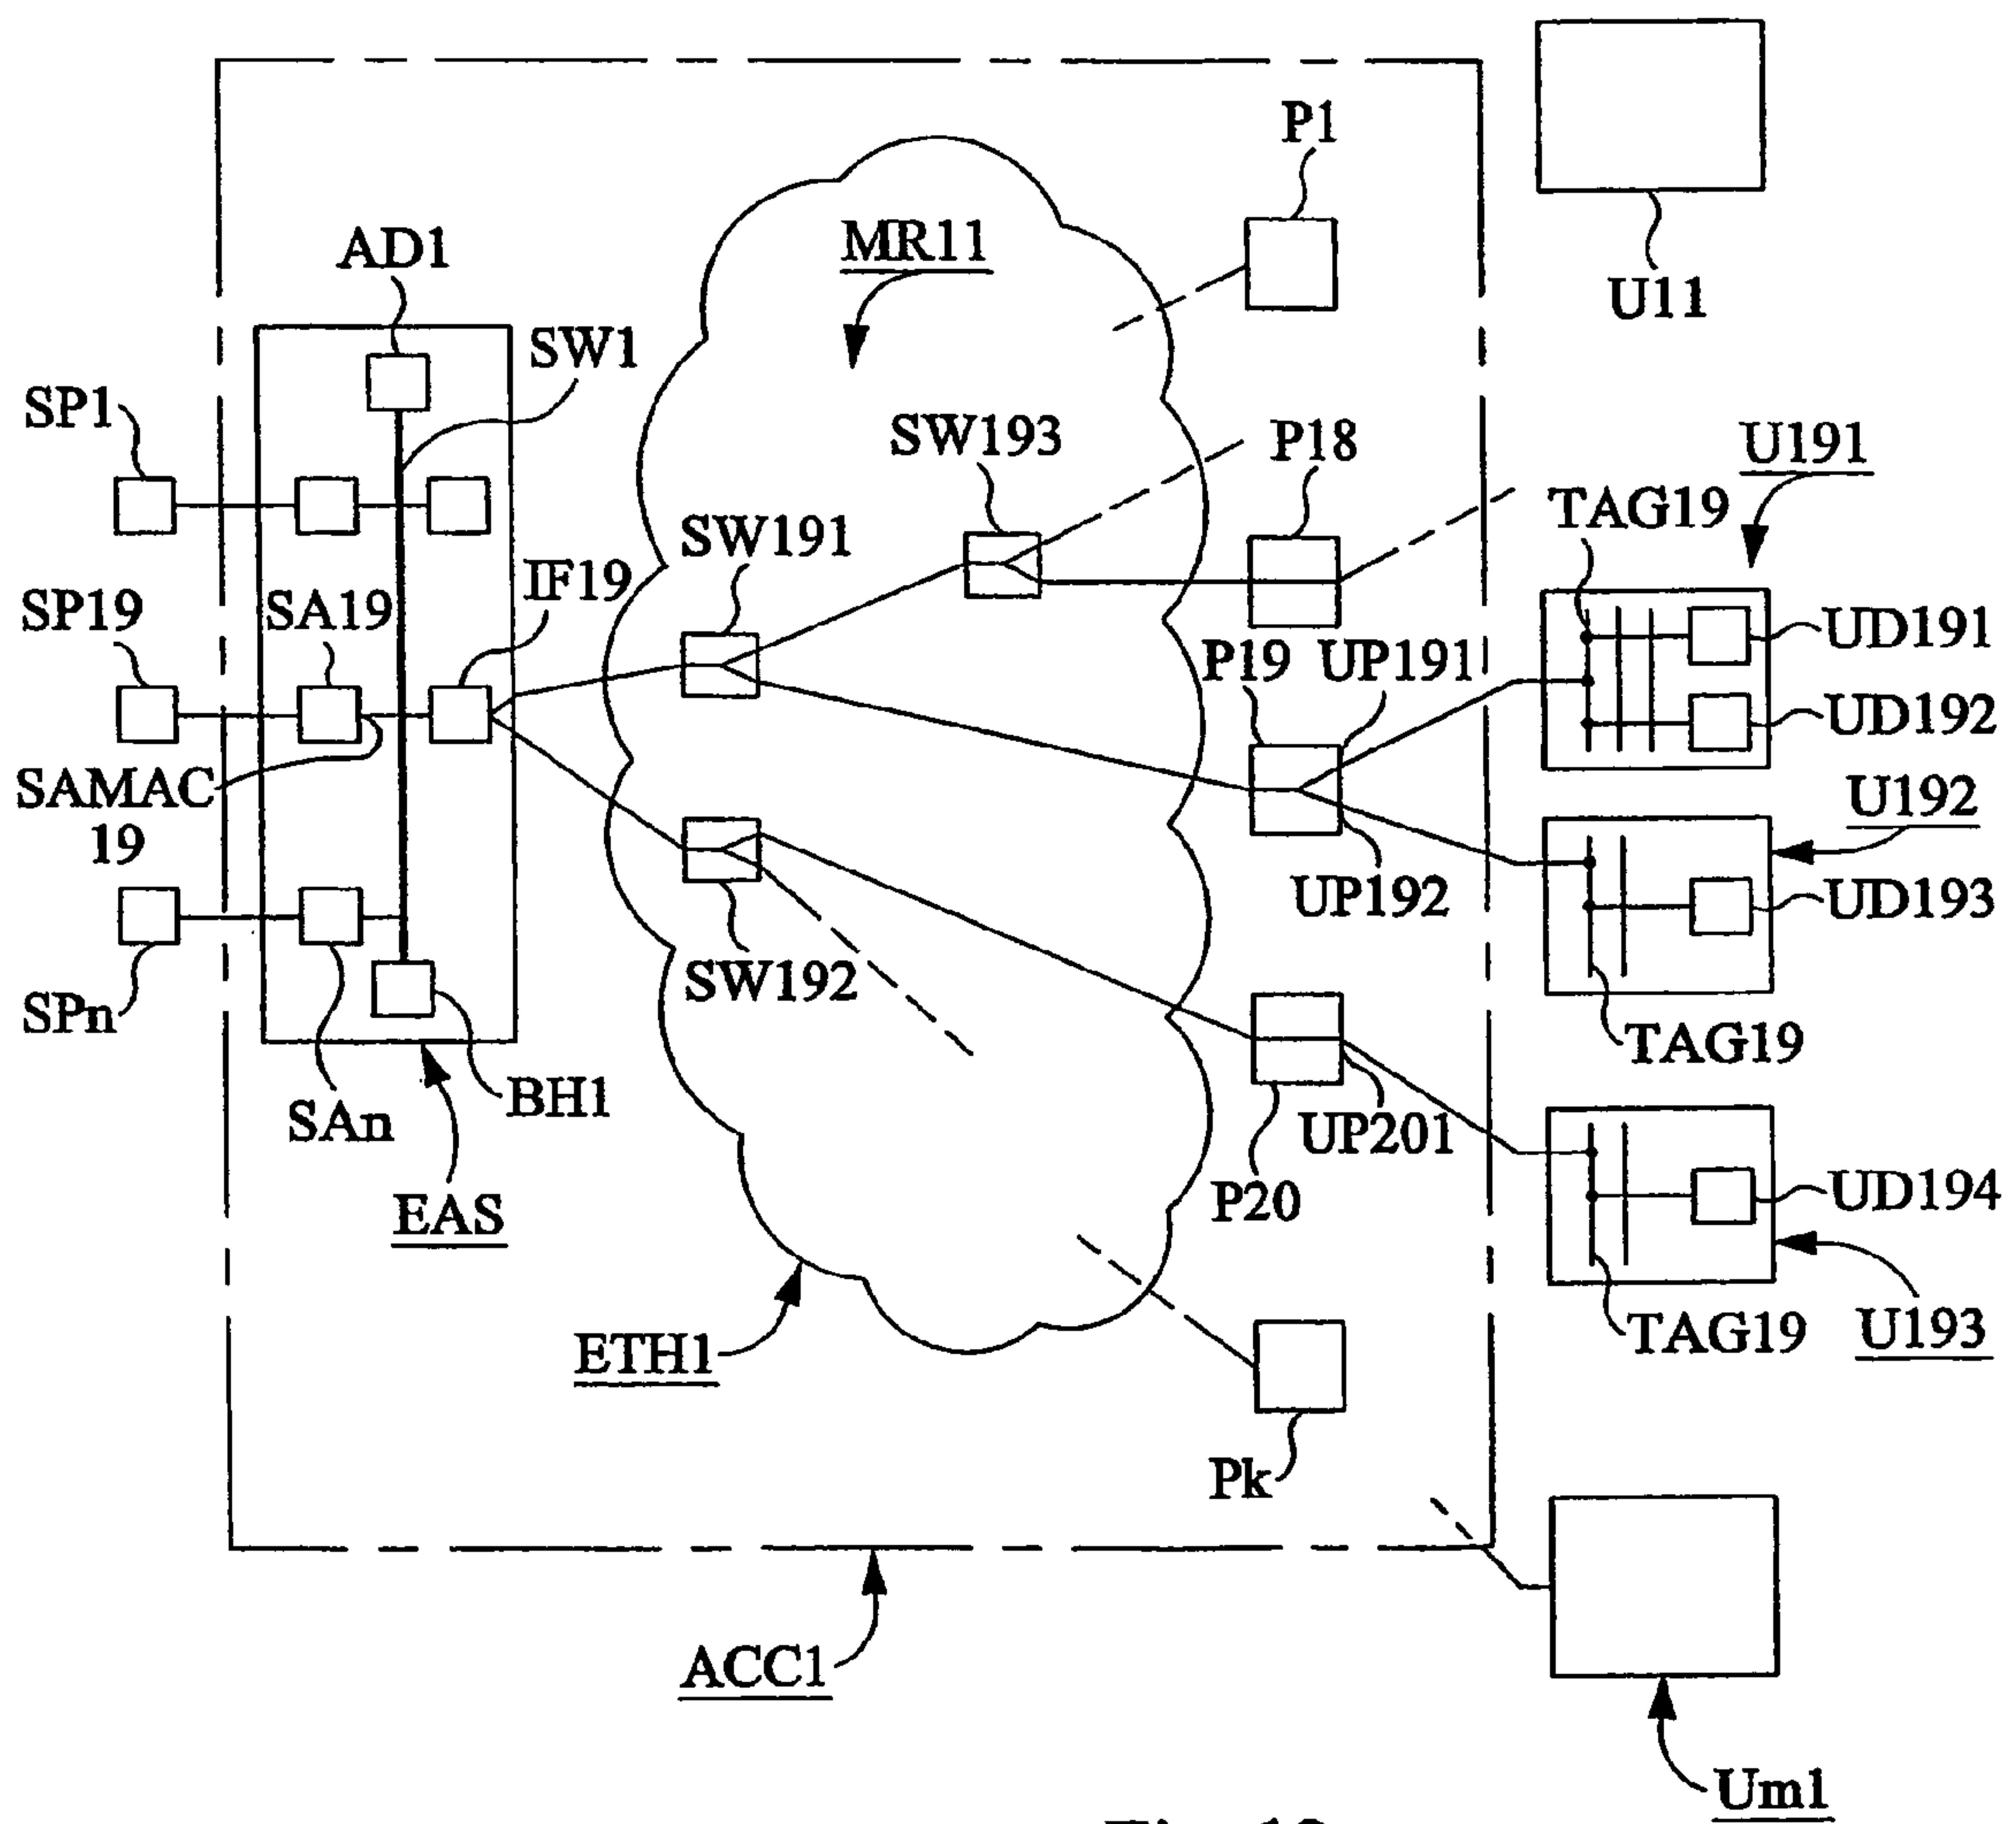 P1
U11
AD1
MR11
SW1
SP1
SW193
P18
U191
TAG19
SW191
IF19
SP19
SA19
UD191
P19
UP191
UD192
SAMAC
19
U192
UP192
UD193
SW192
SPn
TAG19
BH1
SAn
UP201
UD194
P20
EAS
TAG19
U193
ETH1
Pk
ACC1
Um1